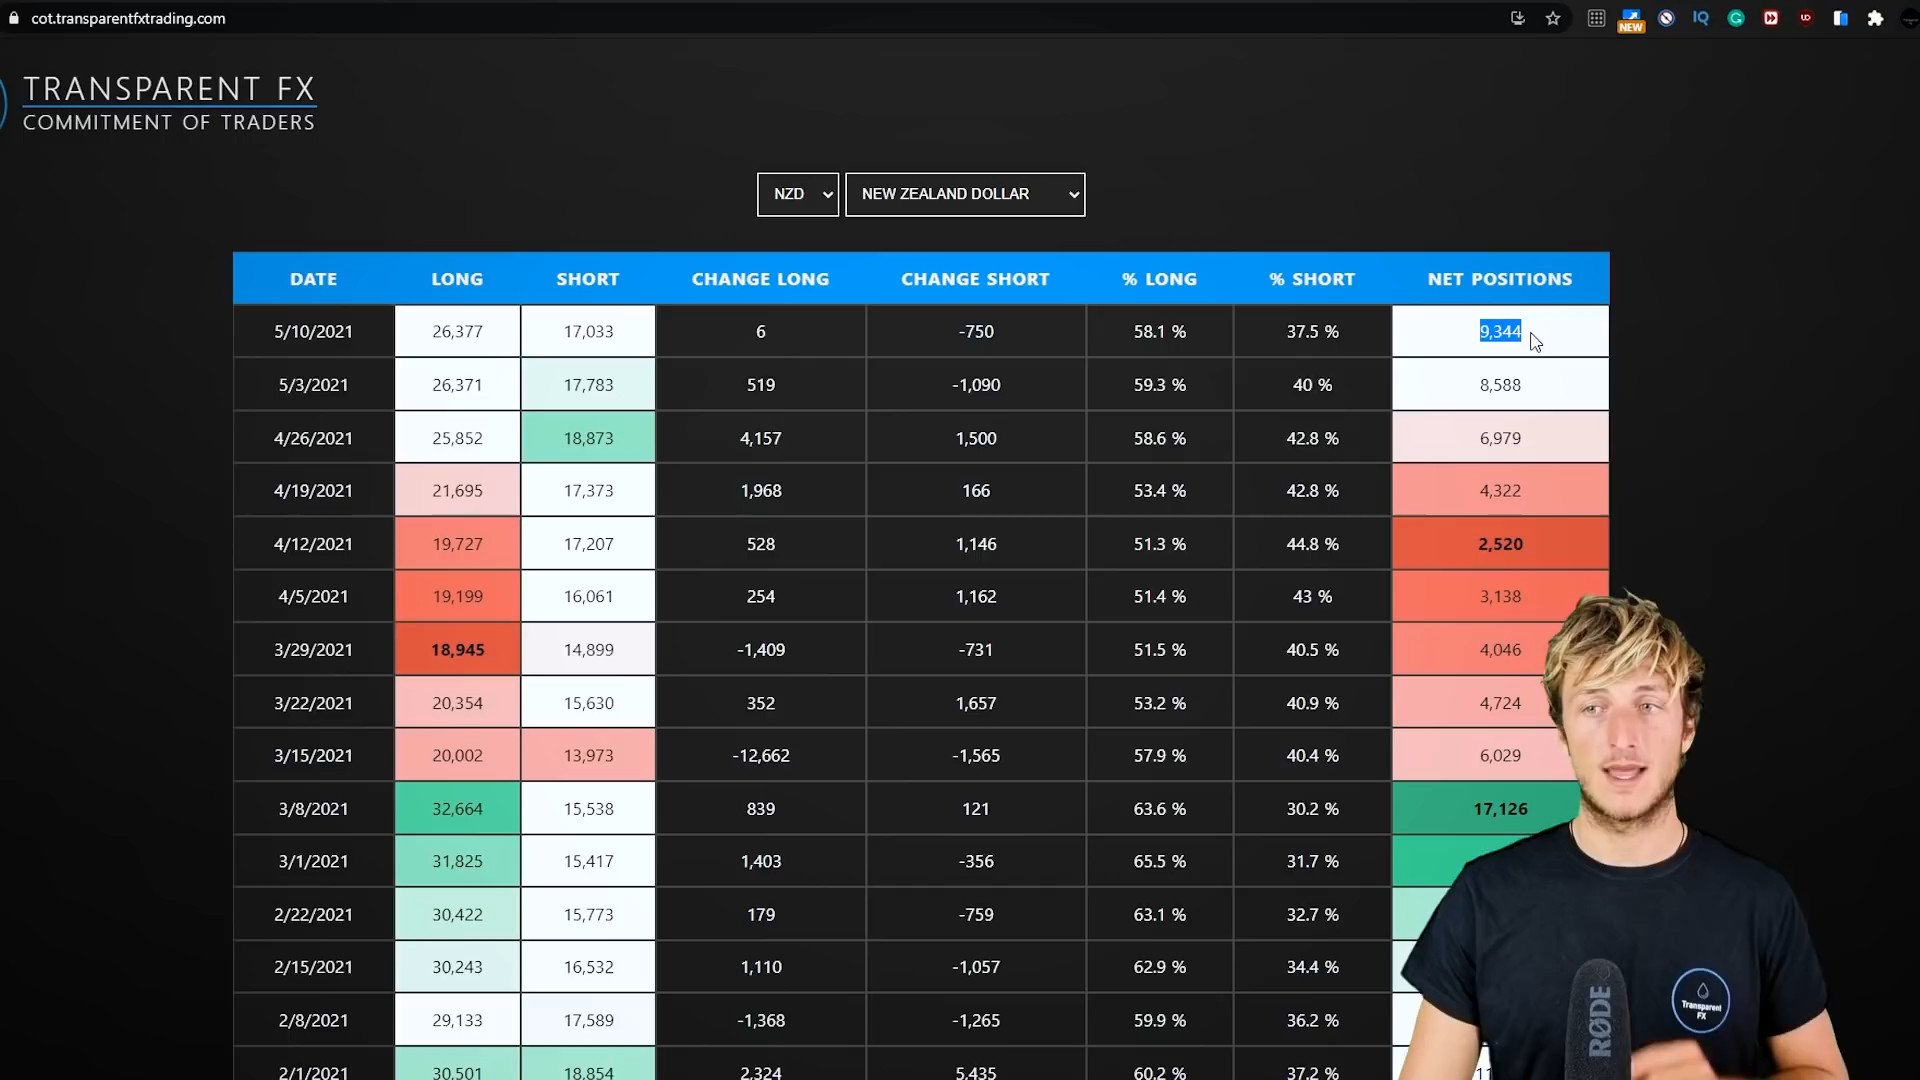 cot.transparentfxtrading.com
NEW
IQ
TRANSPARENT FX
COMMITMENT OF TRADERS
NZD
NEW ZEALAND DOLLAR
DATE LONG SHORT CHANGE LONG CHANGE SHORT % LONG % SHORT NET POSITIONS
5/10/2021 26,377 17,033 6 -750 58.1 % 37.5 % 9,344
5/3/2021 26,371 17,783 519 -1,090 59.3 % 40 % 8,588
4/26/2021 25,852 18,873 4,157 1,500 58.6 % 42.8 % 6,979
4/19/2021 21,695 17,373 1,968 166 53.4 % 42.8 % 4,322
4/12/2021 19,727 17,207 528 1,146 51.3 % 44.8 % 2,520
4/5/2021 19,199 16,061 254 1,162 51.4 % 43 % 3,138
3/29/2021 18,945 14,899 -1,409 -731 51.5 % 40.5 % 4,046
3/22/2021 20,354 15,630 352 1,657 53.2 % 40.9 % 4,724
3/15/2021 20,002 13,973 -12,662 -1,565 57.9 % 40.4 % 6,029
3/8/2021 32,664 15,538 839 121 63.6 % 30.2 % 17,126
3/1/2021 31,825 15,417 1,403 -356 65.5 % 31.7 %
2/22/2021 30,422 15,773 179 -759 63.1 % 32.7 %
2/15/2021 30,243 16,532 1,110 -1,057 62.9 % 34.4 %
2/8/2021 29,133 17,589 -1,368 -1,265 59.9 % 36.2 %
2/1/2021 30,501 18,854 2,324 5,435 60.2 % 37.2 %
RØDE
Transparent
FX